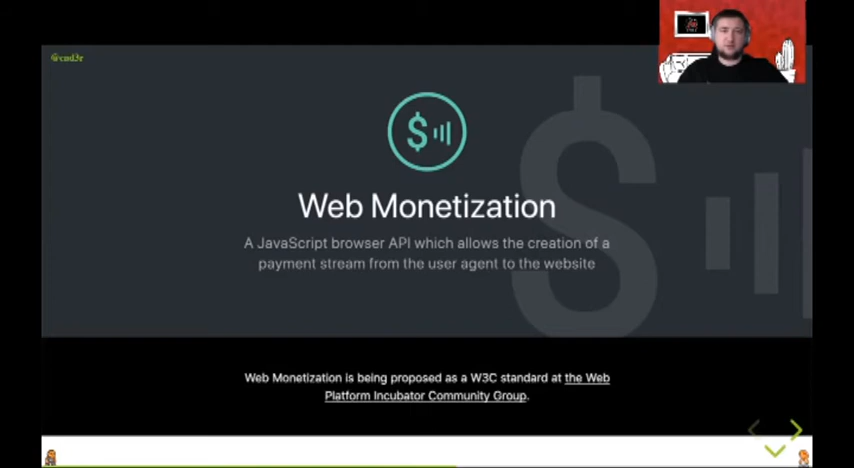 @cnd3r
$
Web Monetization
A JavaScript browser API which allows the creation of a
payment stream from the user agent to the website
Web Monetization is being proposed as a W3C standard at the Web
Platform Incubator Community Group.